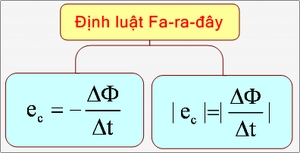 Định luật Fa-ra-đây
e_c = −ΔΦ/Δt
| e_c |=| ΔΦ/Δt |